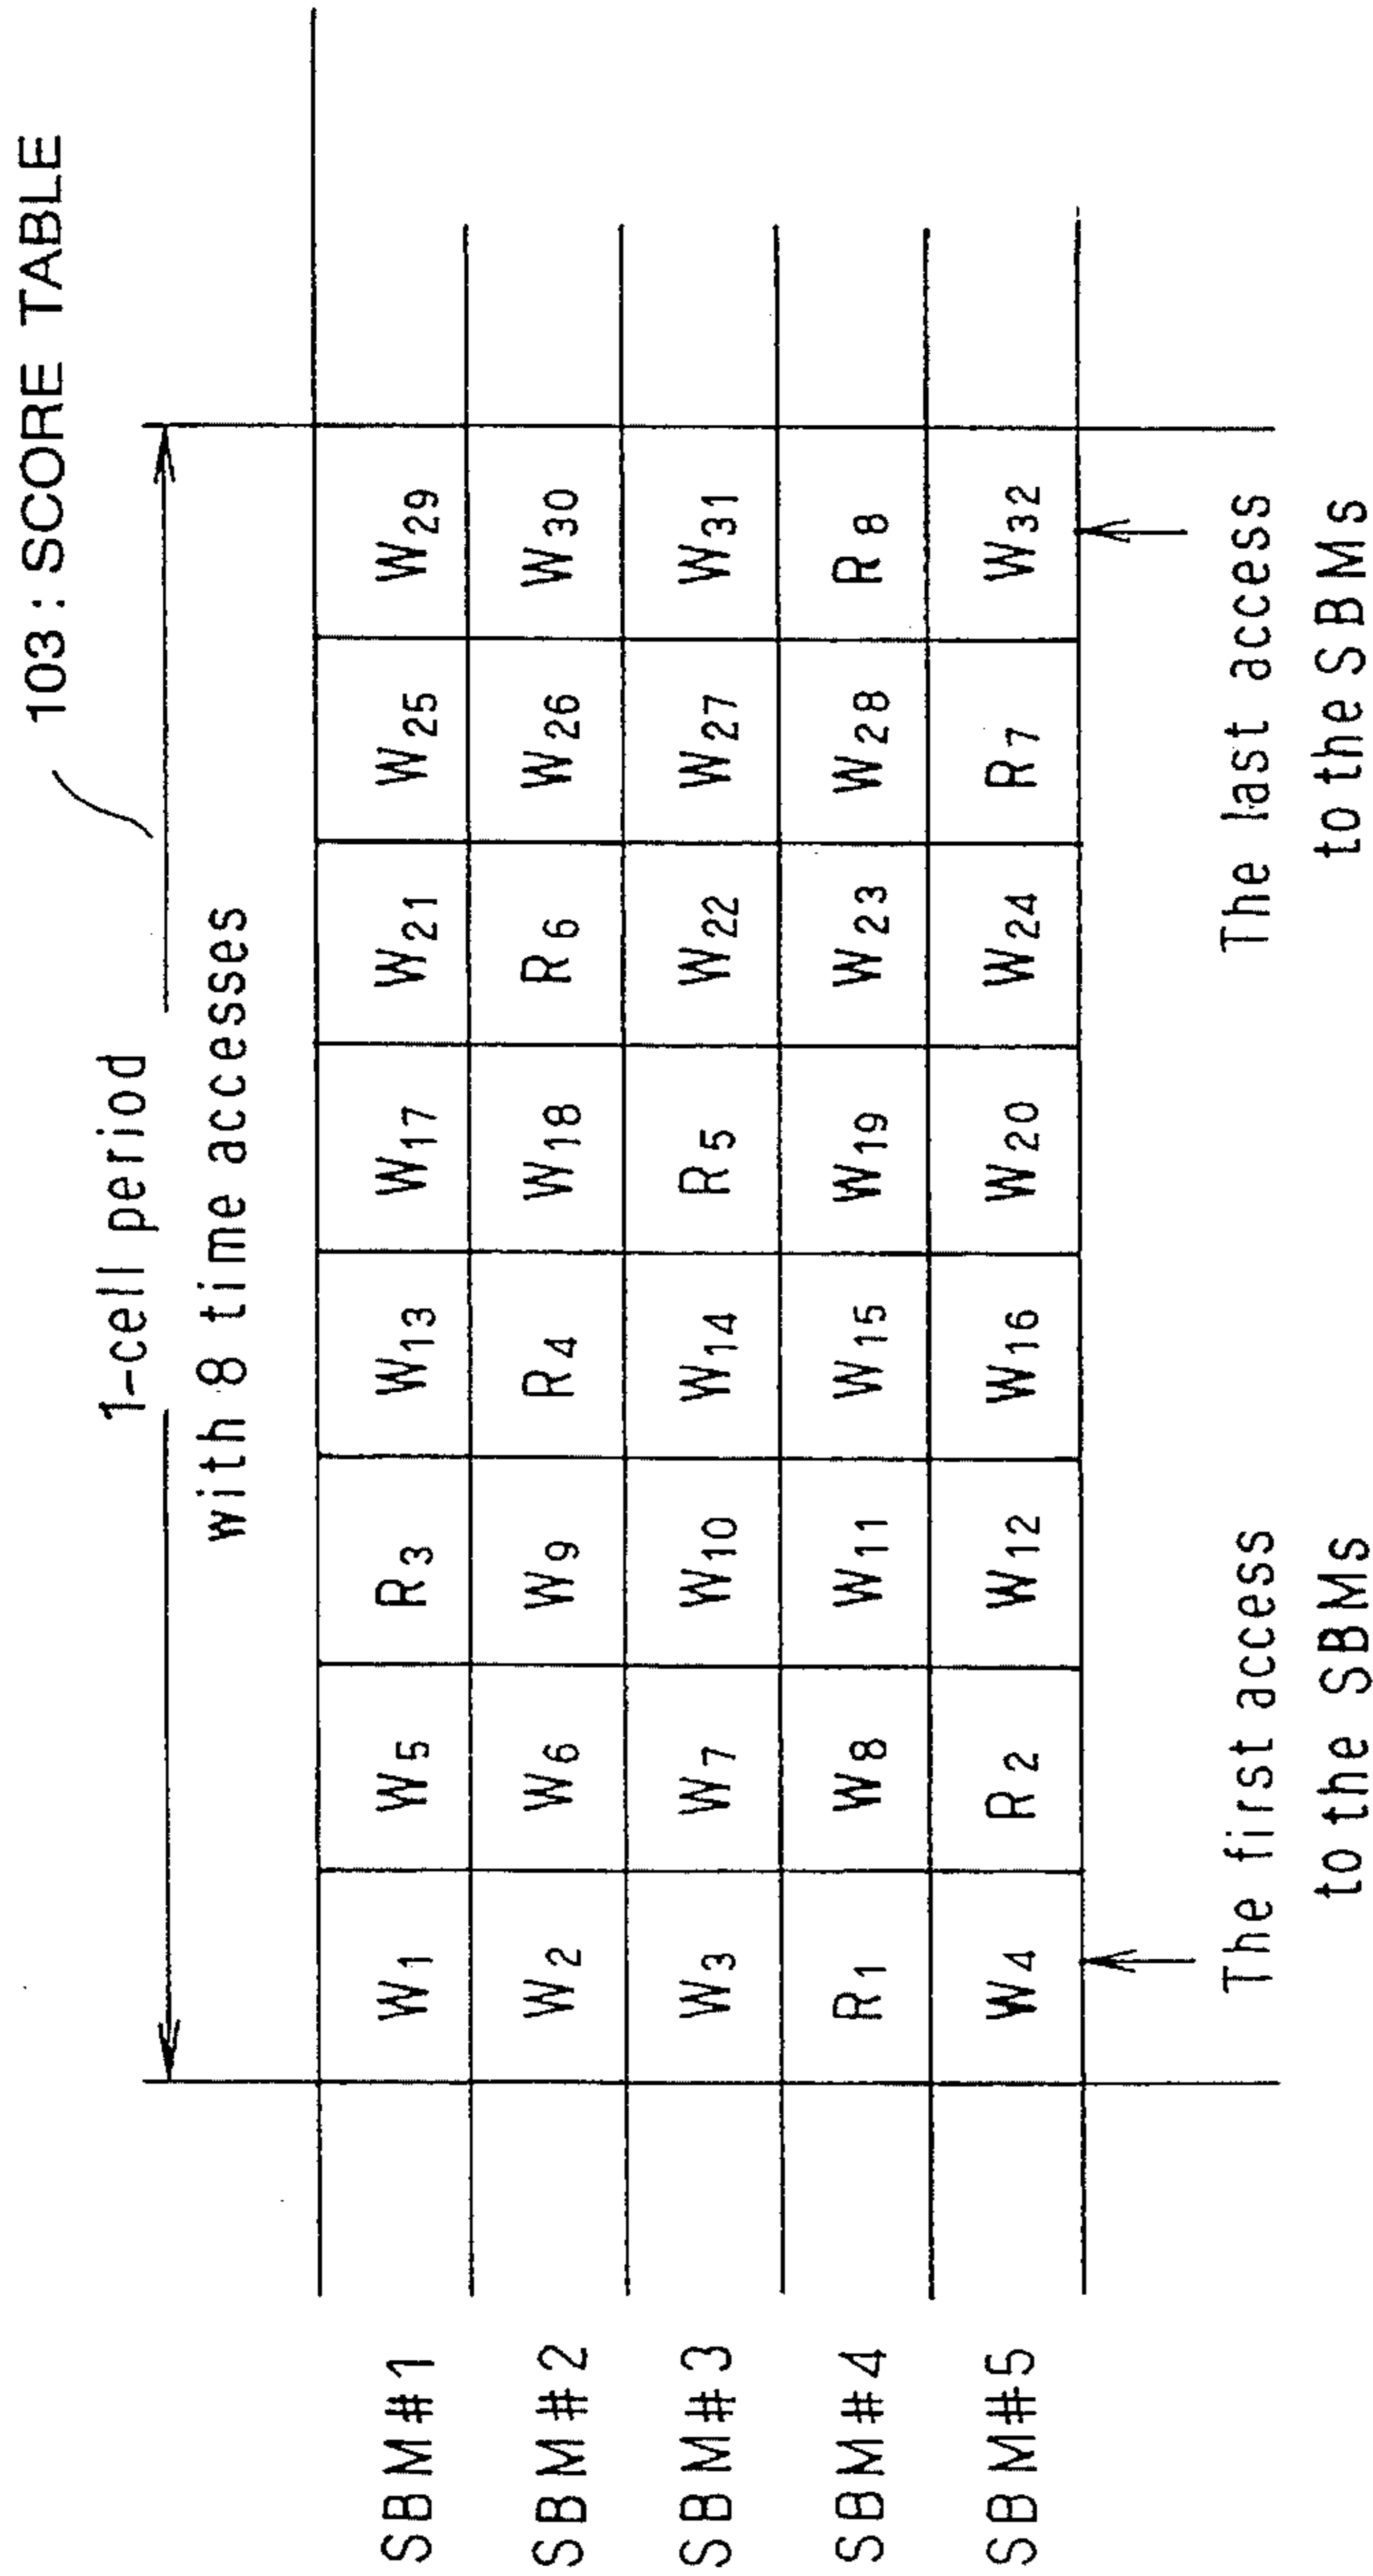 103 : SCORE TABLE
1-cell period
with 8 time accesses
SBM#1 W1 W5 R3 W13 W17 W21 W25 W29
SBM#2 W2 W6 W9 R4 W18 R6 W26 W30
SBM#3 W3 W7 W10 W14 R5 W22 W27 W31
SBM#4 R1 W8 W11 W15 W19 W23 W28 R8
SBM#5 W4 R2 W12 W16 W20 W24 R7 W32
The first access
to the SBMs
The last access
to the SBMs